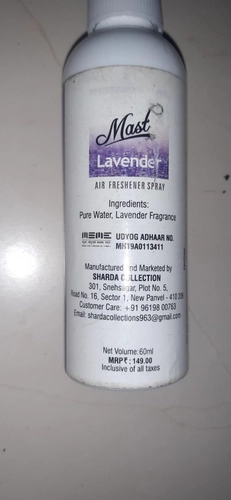 Mast
Lavender
AIR FRESHENER SPRAY
Ingredients:
Pure Water, Lavender Fragrance
UDYOG ADHAAR NO.
MH19A0113411
Manufactured and Marketed by
SHARDA COLLECTION
301, Snehsagar, Plot No. 5,
Road No. 16, Sector 1, New Panvel - 410 206
Customer Care: +91 96198 00763
Email: shardacollections963@gmail.com
Net Volume:60ml
MRP₹: 149.00
Inclusive of all taxes